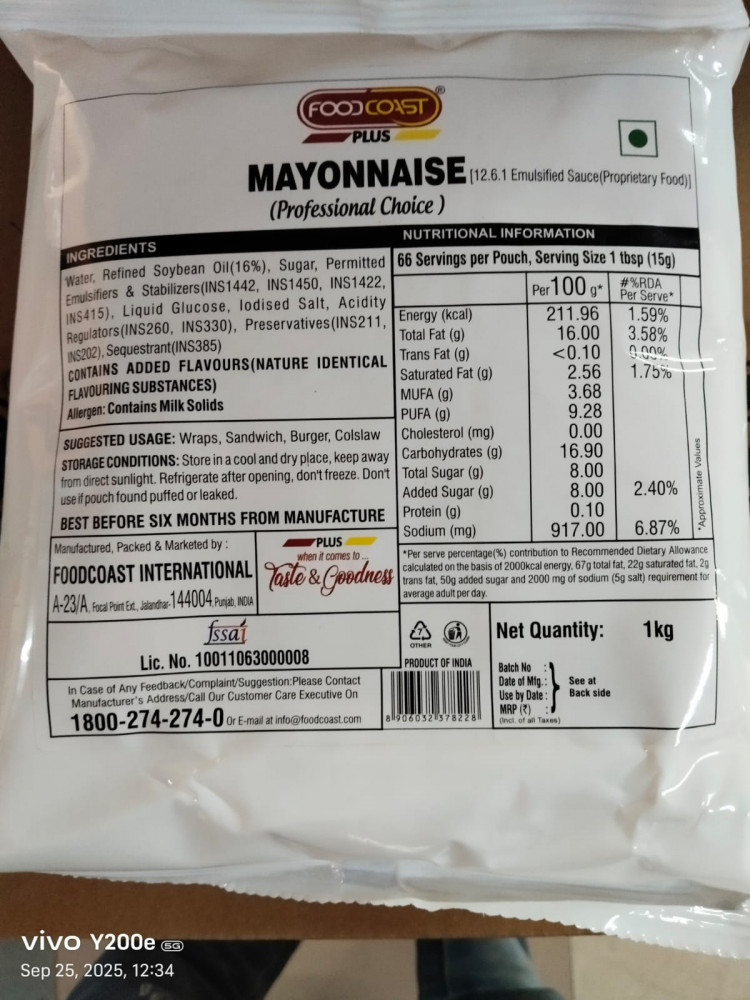 FOODCOAST®
PLUS
MAYONNAISE [12.6.1 Emulsified Sauce(Proprietary Food)]
(Professional Choice )
INGREDIENTS
Water, Refined Soybean Oil(16%), Sugar, Permitted
Emulsifiers & Stabilizers(INS1442, INS1450, INS1422,
INS415), Liquid Glucose, Iodised Salt, Acidity
Regulators(INS260, INS330), Preservatives(INS211,
INS202), Sequestrant(INS385)
CONTAINS ADDED FLAVOURS(NATURE IDENTICAL
FLAVOURING SUBSTANCES)
Allergen: Contains Milk Solids
SUGGESTED USAGE: Wraps, Sandwich, Burger, Colslaw
STORAGE CONDITIONS: Store in a cool and dry place, keep away
from direct sunlight. Refrigerate after opening, don't freeze. Don't
use if pouch found puffed or leaked.
BEST BEFORE SIX MONTHS FROM MANUFACTURE
Manufactured, Packed & Marketed by :
FOODCOAST INTERNATIONAL
A-23/A, Focal Point Ext., Jalandhar-144004, Punjab, INDIA
PLUS
when it comes to ...
Taste & Goodness
fssai
Lic. No. 10011063000008
In Case of Any Feedback/Complaint/Suggestion:Please Contact
Manufacturer's Address/Call Our Customer Care Executive On
1800-274-274-0 Or E-mail at info@foodcoast.com
NUTRITIONAL INFORMATION
66 Servings per Pouch, Serving Size 1 tbsp (15g)
Per 100 g* #%RDA
Per Serve*
Energy (kcal) 211.96 1.59%
Total Fat (g) 16.00 3.58%
Trans Fat (g) <0.10 0.00%
Saturated Fat (g) 2.56 1.75%
MUFA (g) 3.68
PUFA (g) 9.28
Cholesterol (mg) 0.00
Carbohydrates (g) 16.90
Total Sugar (g) 8.00
Added Sugar (g) 8.00 2.40%
Protein (g) 0.10
Sodium (mg) 917.00 6.87%
*Approximate Values
*Per serve percentage(%) contribution to Recommended Dietary Allowance
calculated on the basis of 2000kcal energy, 67g total fat, 22g saturated fat, 2g
trans fat, 50g added sugar and 2000 mg of sodium (5g salt) requirement for
average adult per day.
7
OTHER
PRODUCT OF INDIA
8 906032 378228
Net Quantity: 1kg
Batch No :
Date of Mfg.:
Use by Date :
MRP (₹) :
(Incl. of all Taxes)
See at
Back side
vivo Y200e 5G
Sep 25, 2025, 12:34